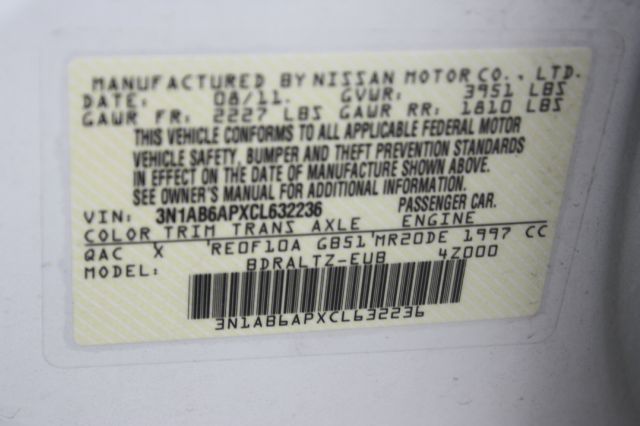 MANUFACTURED BY NISSAN MOTOR CO., LTD.
DATE: 08/11. GVWR: 3951 LBS
GAWR FR: 2227 LBS GAWR RR: 1810 LBS
THIS VEHICLE CONFORMS TO ALL APPLICABLE FEDERAL MOTOR
VEHICLE SAFETY, BUMPER AND THEFT PREVENTION STANDARDS
IN EFFECT ON THE DATE OF MANUFACTURE SHOWN ABOVE.
SEE OWNER'S MANUAL FOR ADDITIONAL INFORMATION.
VIN: 3N1AB6APXCL632236 PASSENGER CAR.
COLOR TRIM TRANS AXLE ENGINE
QAC X 'RE0F10A GB51'MR20DE 1997 CC
MODEL: BDRALTZ-EUB 4Z000
3N1AB6APXCL632236